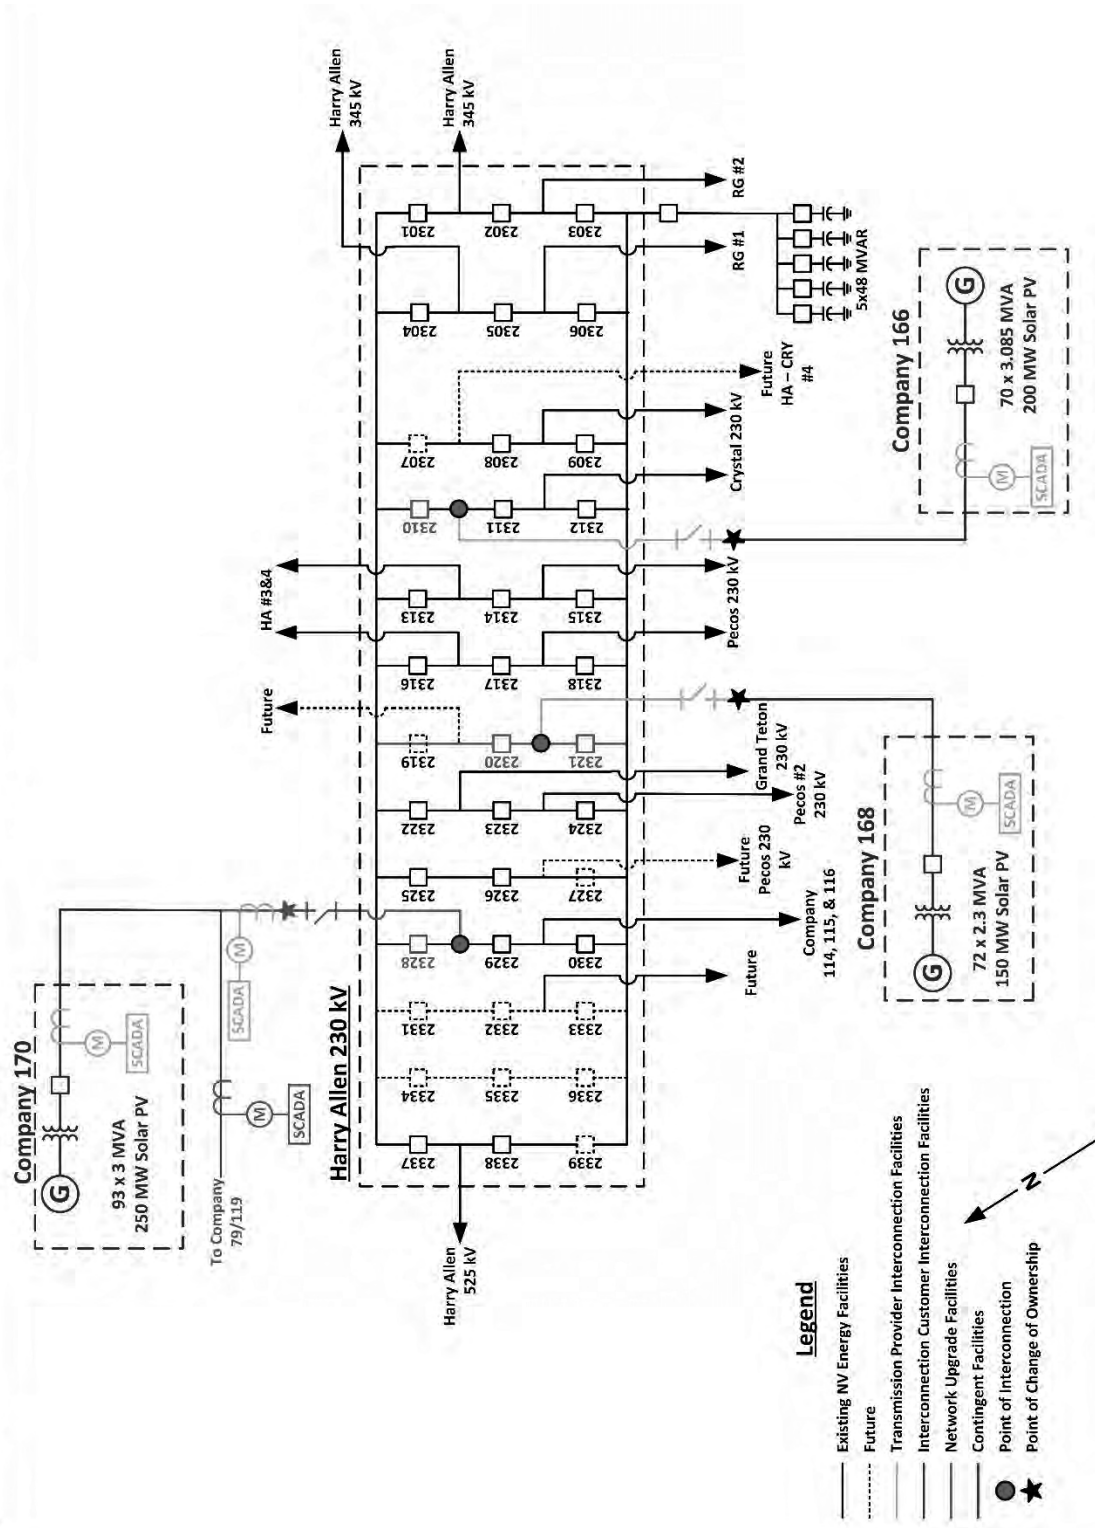 Harry Allen
345 kV
Harry Allen
345 kV
2301
2302
2303
RG #2
2304
2305
2306
RG #1
5x48 MVAR
2307
2308
2309
Future
HA – CRY
#4
Crystal 230 kV
2310
2311
2312
Company 166
G
70 x 3.085 MVA
200 MW Solar PV
M
SCADA
HA #3&4
2313
2314
2315
2316
2317
2318
Pecos 230 kV
Future
2319
2320
2321
2322
2323
2324
Grand Teton
230 kV
Pecos #2
230 kV
2325
2326
2327
Future
Pecos 230
kV
2328
2329
2330
Company
114, 115, & 116
Company 168
G
72 x 2.3 MVA
150 MW Solar PV
M
SCADA
2331
2332
2333
Future
2334
2335
2336
2337
2338
2339
Harry Allen 230 kV
Harry Allen
525 kV
Company 170
G
93 x 3 MVA
250 MW Solar PV
M
SCADA
M
SCADA
M
SCADA
To Company
79/119
Legend
Existing NV Energy Facilities
Future
Transmission Provider Interconnection Facilities
Interconnection Customer Interconnection Facilities
Network Upgrade Facilities
Contingent Facilities
Point of Interconnection
Point of Change of Ownership
N